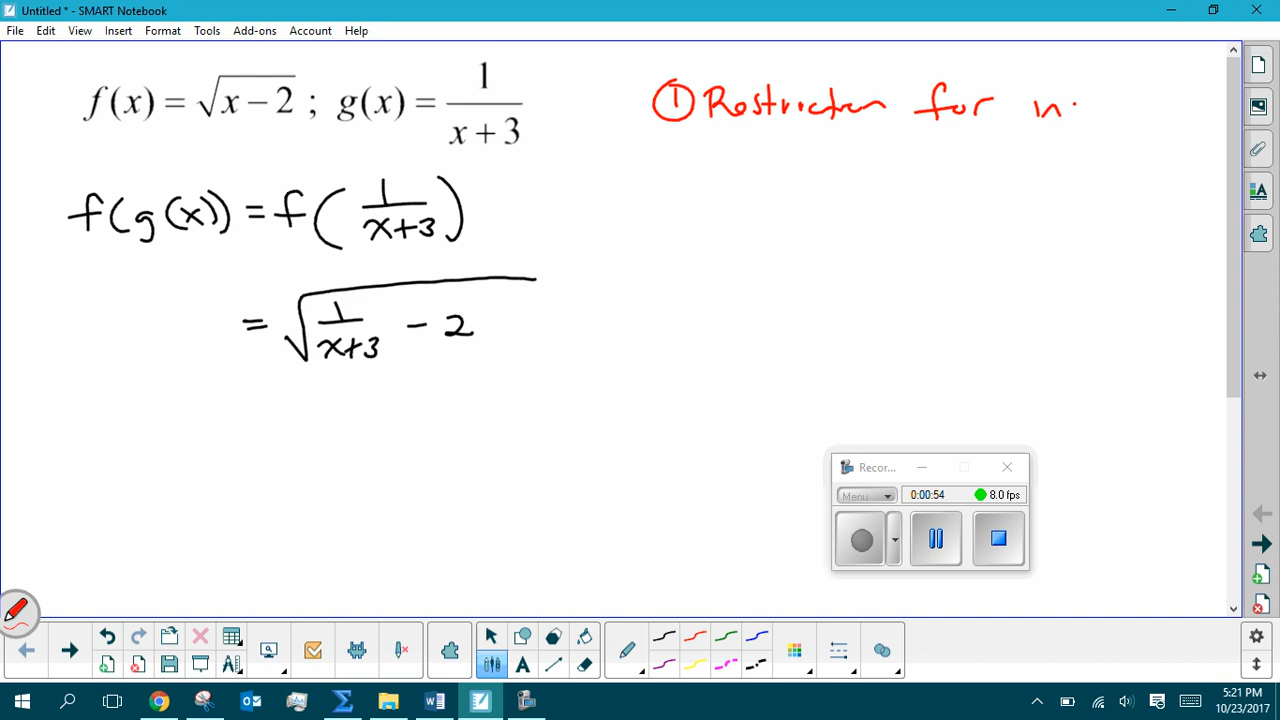 Untitled * - SMART Notebook
File Edit View Insert Format Tools Add-ons Account Help
f(x) = √(x − 2) ; g(x) = 1/(x + 3)
① Restriction for in
f(g(x)) = f(1/(x+3))
= √(1/(x+3) - 2)
Recor...
Menu 0:00:54 8.0 fps
5:21 PM
10/23/2017